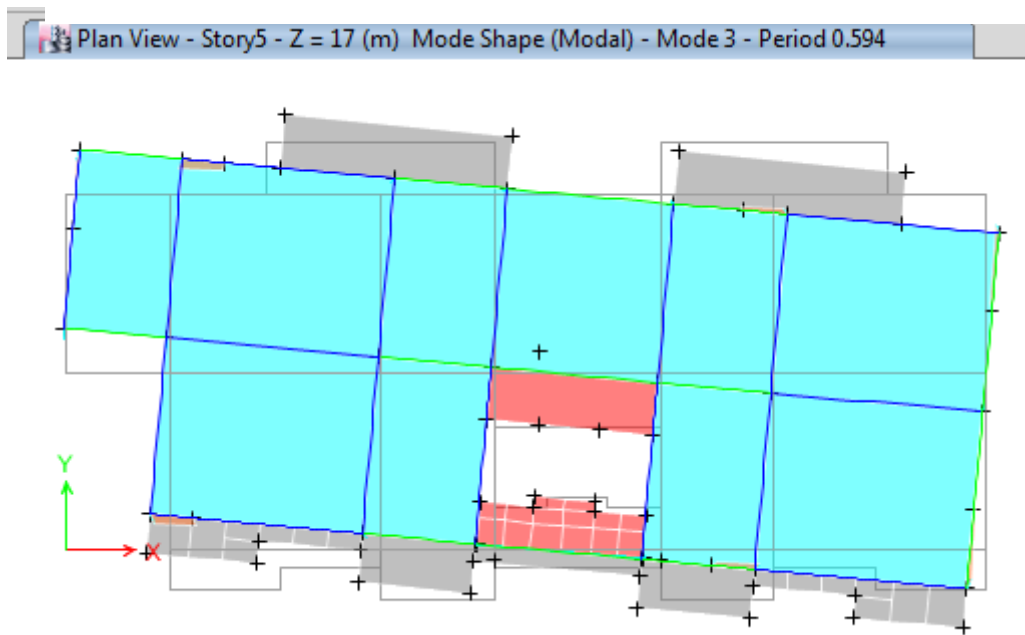 Plan View - Story5 - Z = 17 (m) Mode Shape (Modal) - Mode 3 - Period 0.594
Y
X